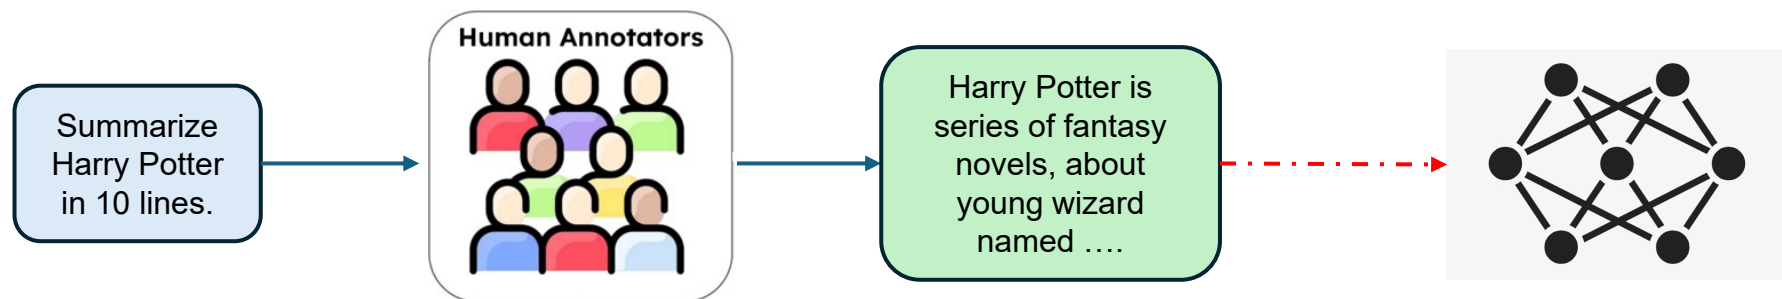 Summarize
Harry Potter
in 10 lines.
Human Annotators
Harry Potter is
series of fantasy
novels, about
young wizard
named ….